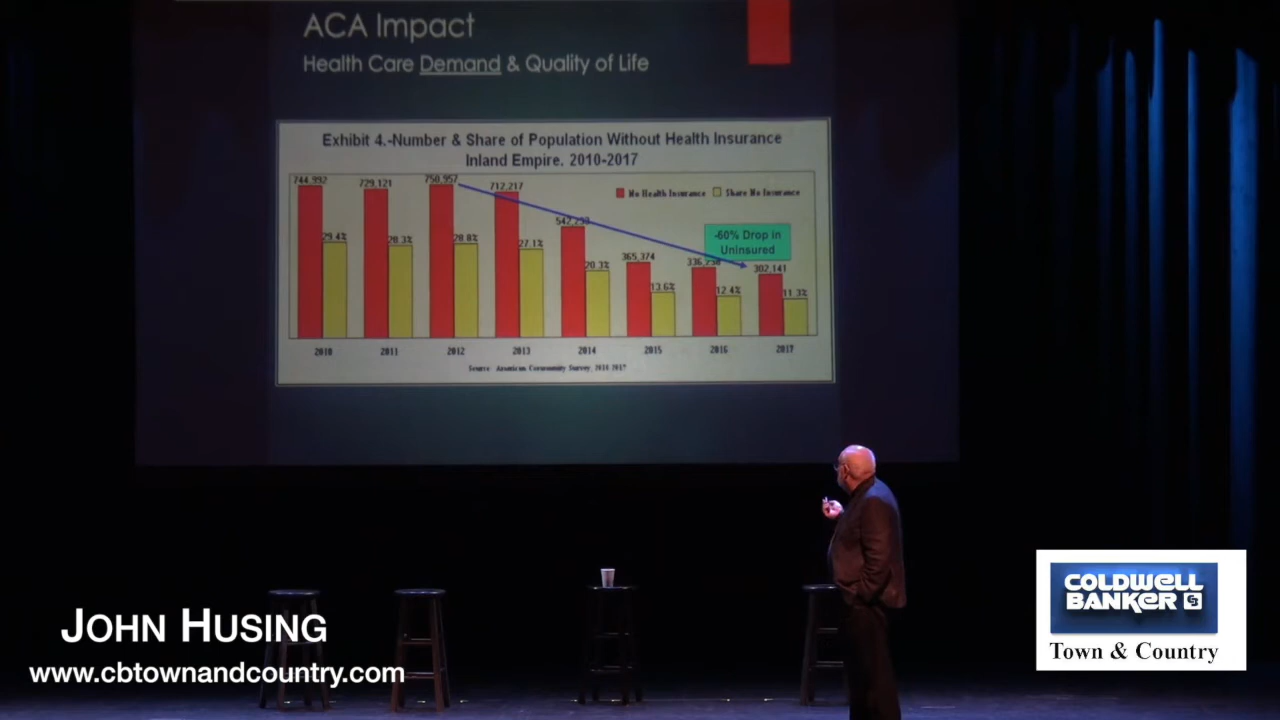 ACA Impact
Health Care Demand & Quality of Life
Exhibit 4.-Number & Share of Population Without Health Insurance
Inland Empire. 2010-2017
744,992
729,121
750,957
712,217
365,374
302,141
29.4%
28.3%
28.8%
27.1%
20.3%
13.6%
12.4%
11.3%
No Health Insurance
Share No Insurance
-60% Drop in
Uninsured
2010
2011
2012
2013
2014
2015
2016
2017
Source: American Community Survey, 2010-2017
JOHN HUSING
www.cbtownandcountry.com
COLDWELL
BANKER CB
Town & Country